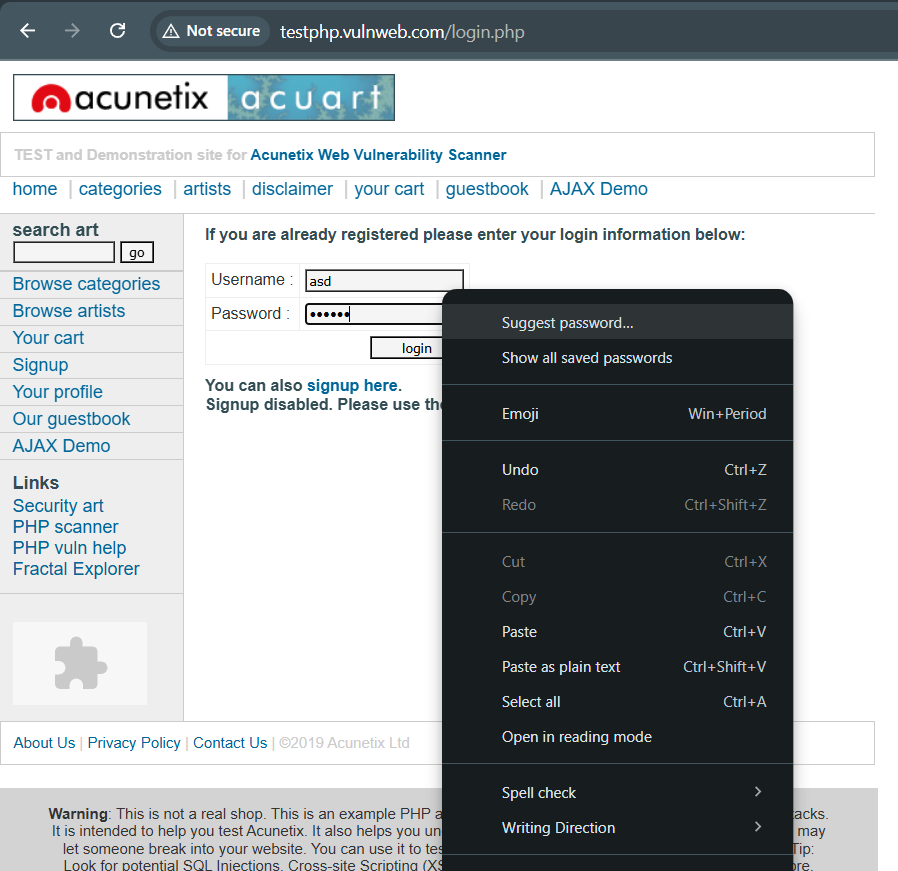 Not secure testphp.vulnweb.com/login.php
acunetix acuart
TEST and Demonstration site for Acunetix Web Vulnerability Scanner
home | categories | artists | disclaimer | your cart | guestbook | AJAX Demo
search art
go
Browse categories
Browse artists
Your cart
Signup
Your profile
Our guestbook
AJAX Demo
Links
Security art
PHP scanner
PHP vuln help
Fractal Explorer
If you are already registered please enter your login information below:
Username : asd
Password : ••••••
login
You can also signup here.
Signup disabled. Please use the
Suggest password...
Show all saved passwords
Emoji Win+Period
Undo Ctrl+Z
Redo Ctrl+Shift+Z
Cut Ctrl+X
Copy Ctrl+C
Paste Ctrl+V
Paste as plain text Ctrl+Shift+V
Select all Ctrl+A
Open in reading mode
Spell check
Writing Direction
About Us | Privacy Policy | Contact Us | ©2019 Acunetix Ltd
Warning: This is not a real shop. This is an example PHP a acks.
It is intended to help you test Acunetix. It also helps you un may
let someone break into your website. You can use it to tes Tip:
Look for potential SQL Injections, Cross-site Scripting (XS ore.